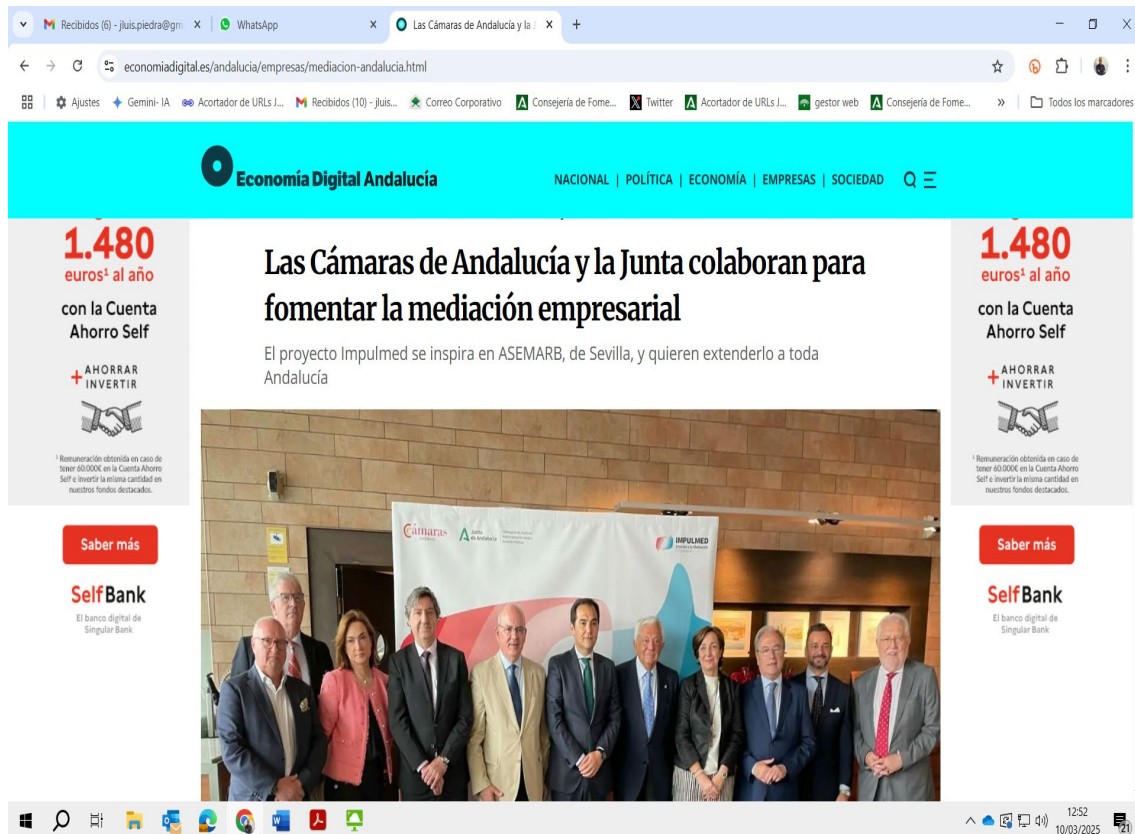 Recibidos (6) - jluis.piedra@gm
WhatsApp
Las Cámaras de Andalucía y la J
economiadigital.es/andalucia/empresas/mediacion-andalucia.html
Ajustes
Gemini- IA
Acortador de URLs J...
Recibidos (10) - jluis...
Correo Corporativo
Consejería de Fome...
Twitter
Acortador de URLs J...
gestor web
Consejería de Fome...
»
Todos los marcadores
Economía Digital Andalucía
NACIONAL | POLÍTICA | ECONOMÍA | EMPRESAS | SOCIEDAD
1.480
euros¹ al año
con la Cuenta
Ahorro Self
+ AHORRAR
INVERTIR
¹ Remuneración obtenida en caso de
tener 60.000€ en la Cuenta Ahorro
Self e invertir la misma cantidad en
nuestros fondos destacados.
Saber más
SelfBank
El banco digital de
Singular Bank
Las Cámaras de Andalucía y la Junta colaboran para
fomentar la mediación empresarial
El proyecto Impulmed se inspira en ASEMARB, de Sevilla, y quieren extenderlo a toda
Andalucía
Cámaras
Junta
de Andalucía
IMPULMED
1.480
euros¹ al año
con la Cuenta
Ahorro Self
+ AHORRAR
INVERTIR
¹ Remuneración obtenida en caso de
tener 60.000€ en la Cuenta Ahorro
Self e invertir la misma cantidad en
nuestros fondos destacados.
Saber más
SelfBank
El banco digital de
Singular Bank
12:52
10/03/2025
21